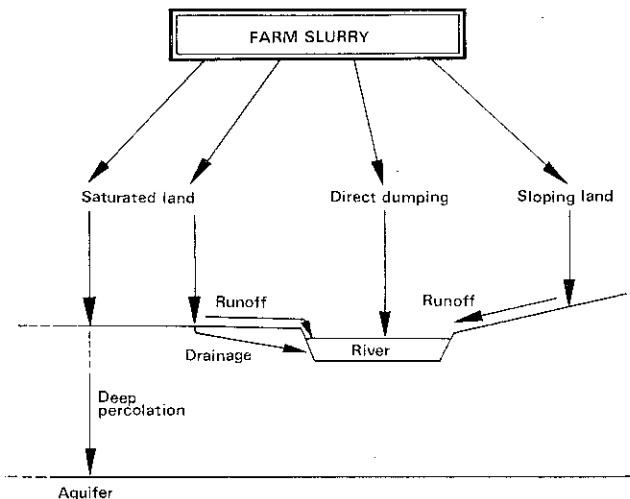 FARM SLURRY
Saturated land
Direct dumping
Sloping land
Runoff
Runoff
Drainage
River
Deep
percolation
Aquifer